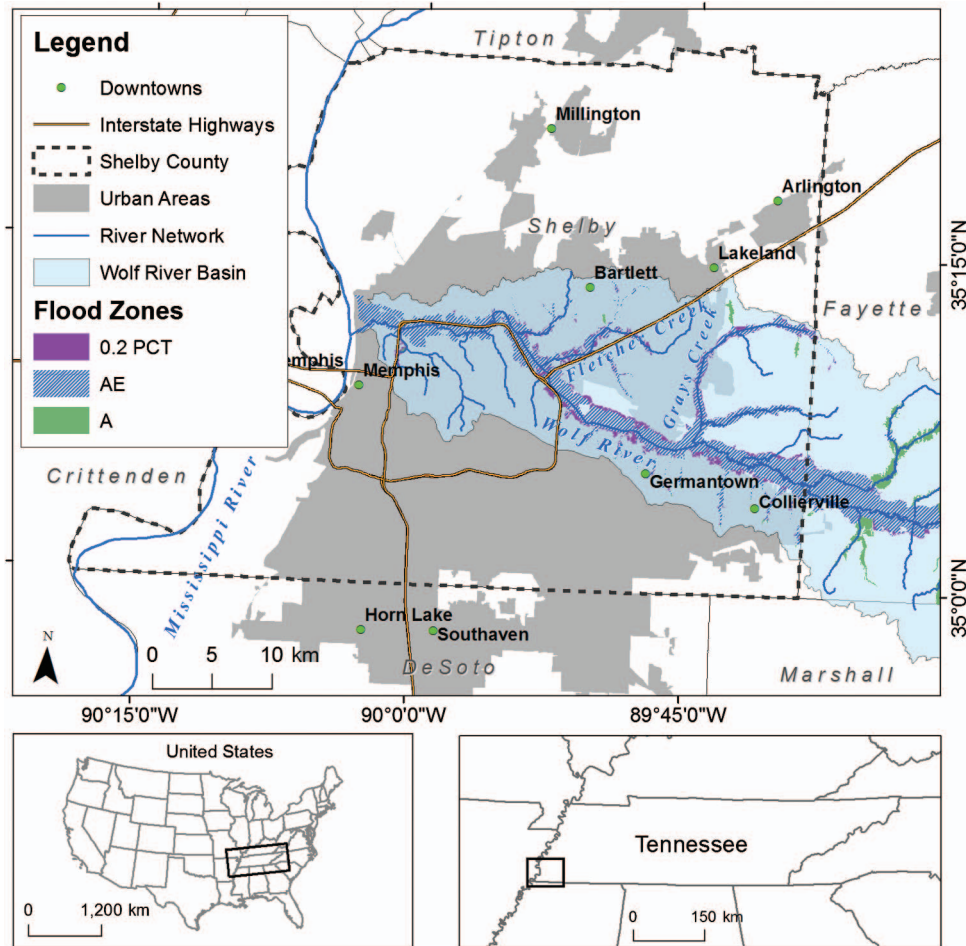 Legend
Downtowns
Interstate Highways
Shelby County
Urban Areas
River Network
Wolf River Basin
Flood Zones
0.2 PCT
AE
A
Tipton
Millington
Arlington
Shelby
Lakeland
Bartlett
Fayette
Fletcher Creek
Grays Creek
emphis
Memphis
Wolf River
Germantown
Collierville
Crittenden
Mississippi River
Horn Lake
Southaven
DeSoto
Marshall
N
0 5 10 km
35°15'0"N
35°0'0"N
90°15'0"W 90°0'0"W 89°45'0"W
United States
0 1,200 km
Tennessee
0 150 km